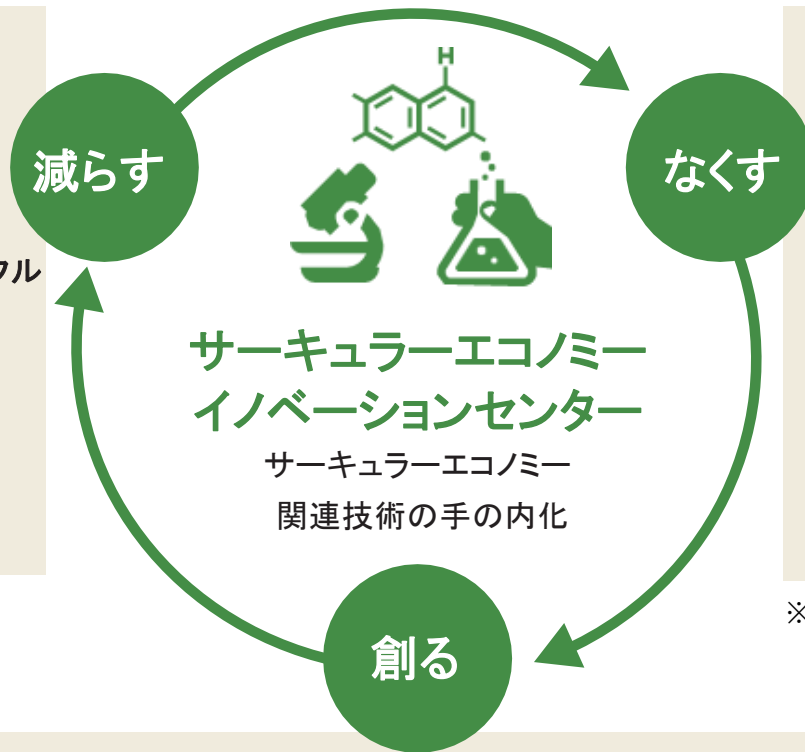 H
減らす
なくす
クル
サーキュラーエコノミー
イノベーションセンター
サーキュラーエコノミー
関連技術の手の内化
※
創る